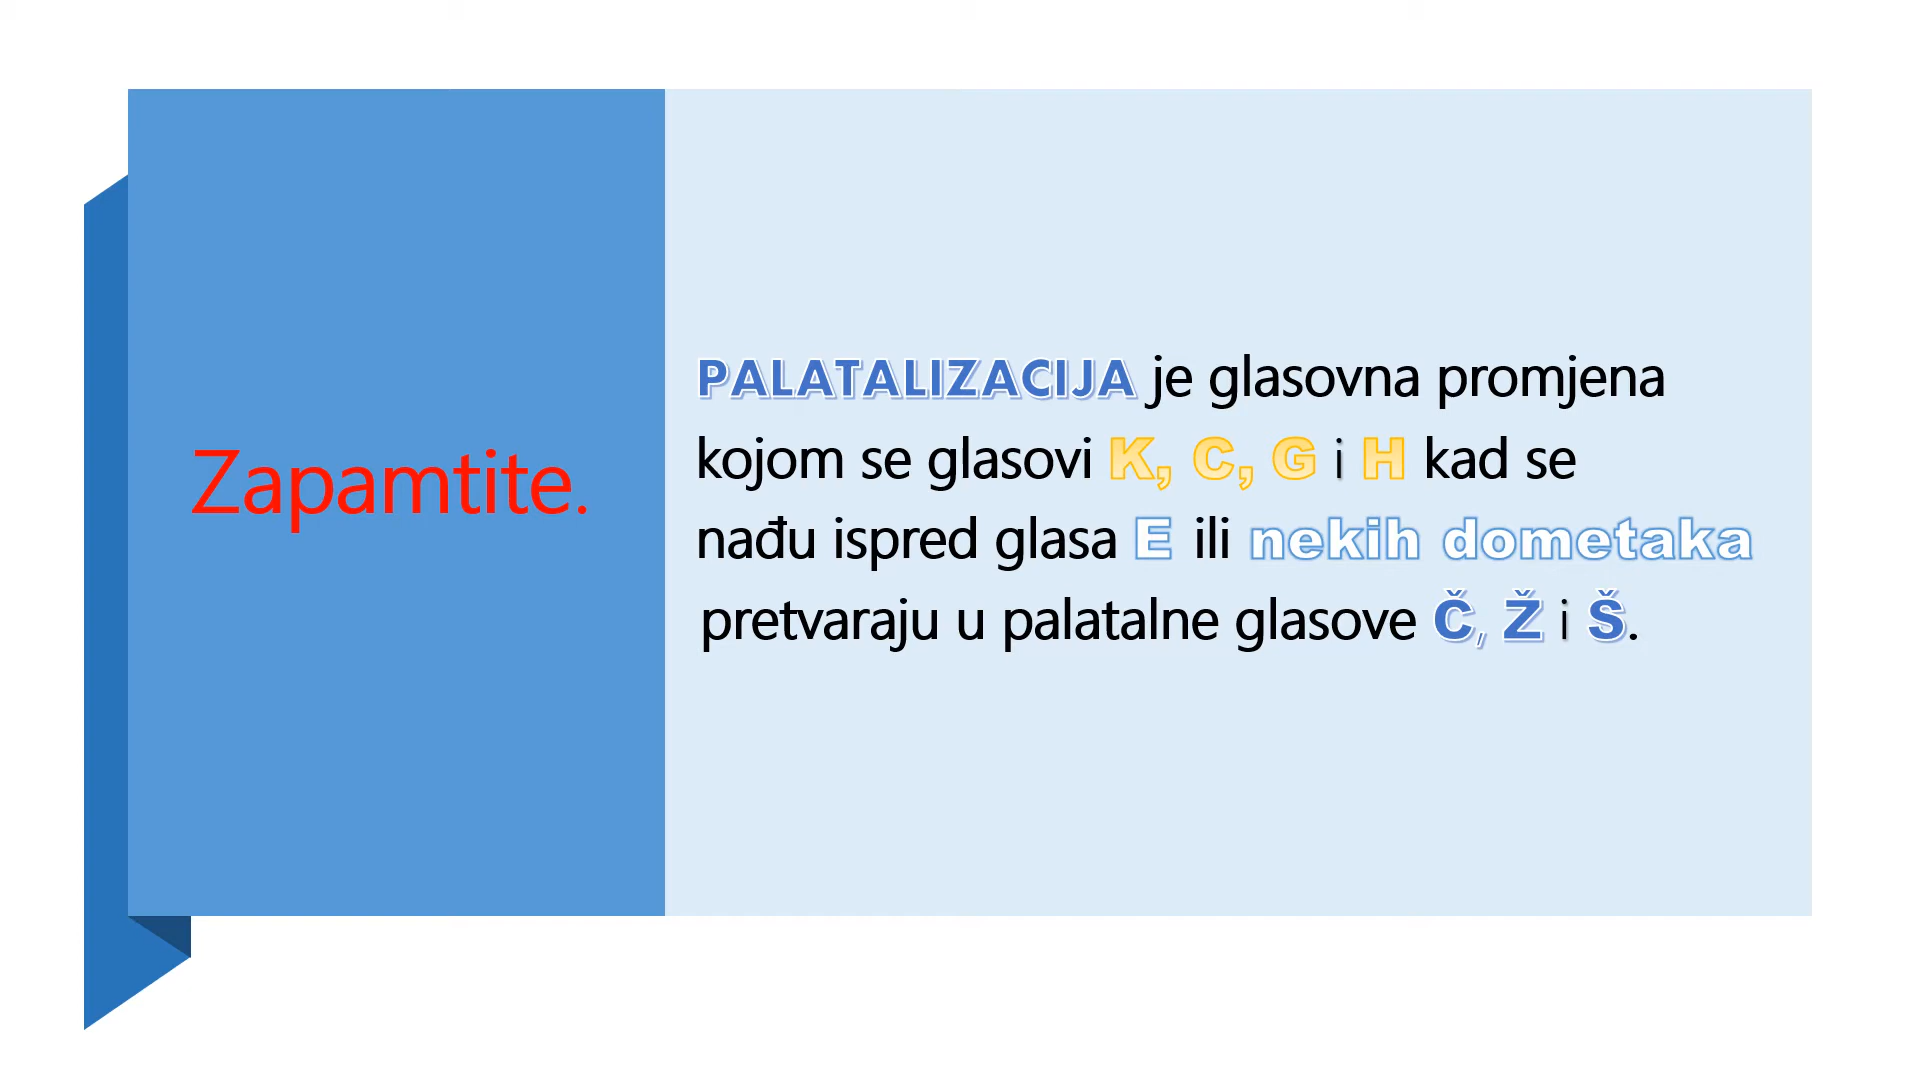 Zapamtite.
PALATALIZACIJA je glasovna promjena
kojom se glasovi K, C, G i H kad se
nađu ispred glasa E ili nekih dometaka
pretvaraju u palatalne glasove Č, Ž i Š.